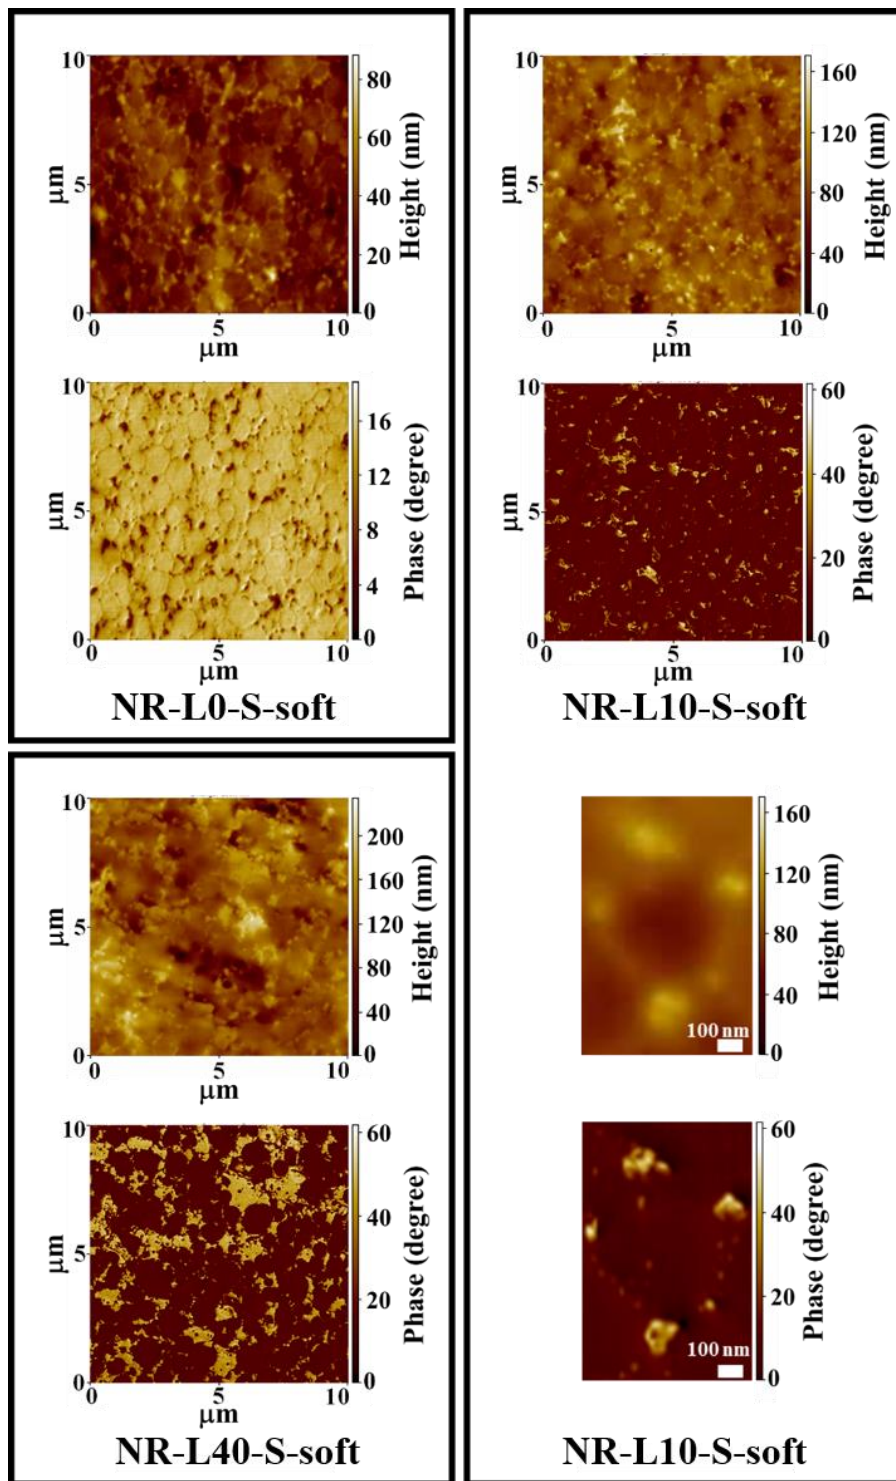 10
5
0
μm
0
5
10
μm
80
60
40
20
0
Height (nm)
10
5
0
μm
0
5
10
μm
16
12
8
4
0
Phase (degree)
NR-L0-S-soft
10
5
0
μm
0
5
10
μm
160
120
80
40
0
Height (nm)
10
5
0
μm
0
5
10
μm
60
40
20
0
Phase (degree)
NR-L10-S-soft
10
5
0
μm
0
5
10
μm
200
160
120
80
40
0
Height (nm)
10
5
0
μm
0
5
10
μm
60
40
20
0
Phase (degree)
NR-L40-S-soft
100 nm
160
120
80
40
0
Height (nm)
100 nm
60
40
20
0
Phase (degree)
NR-L10-S-soft